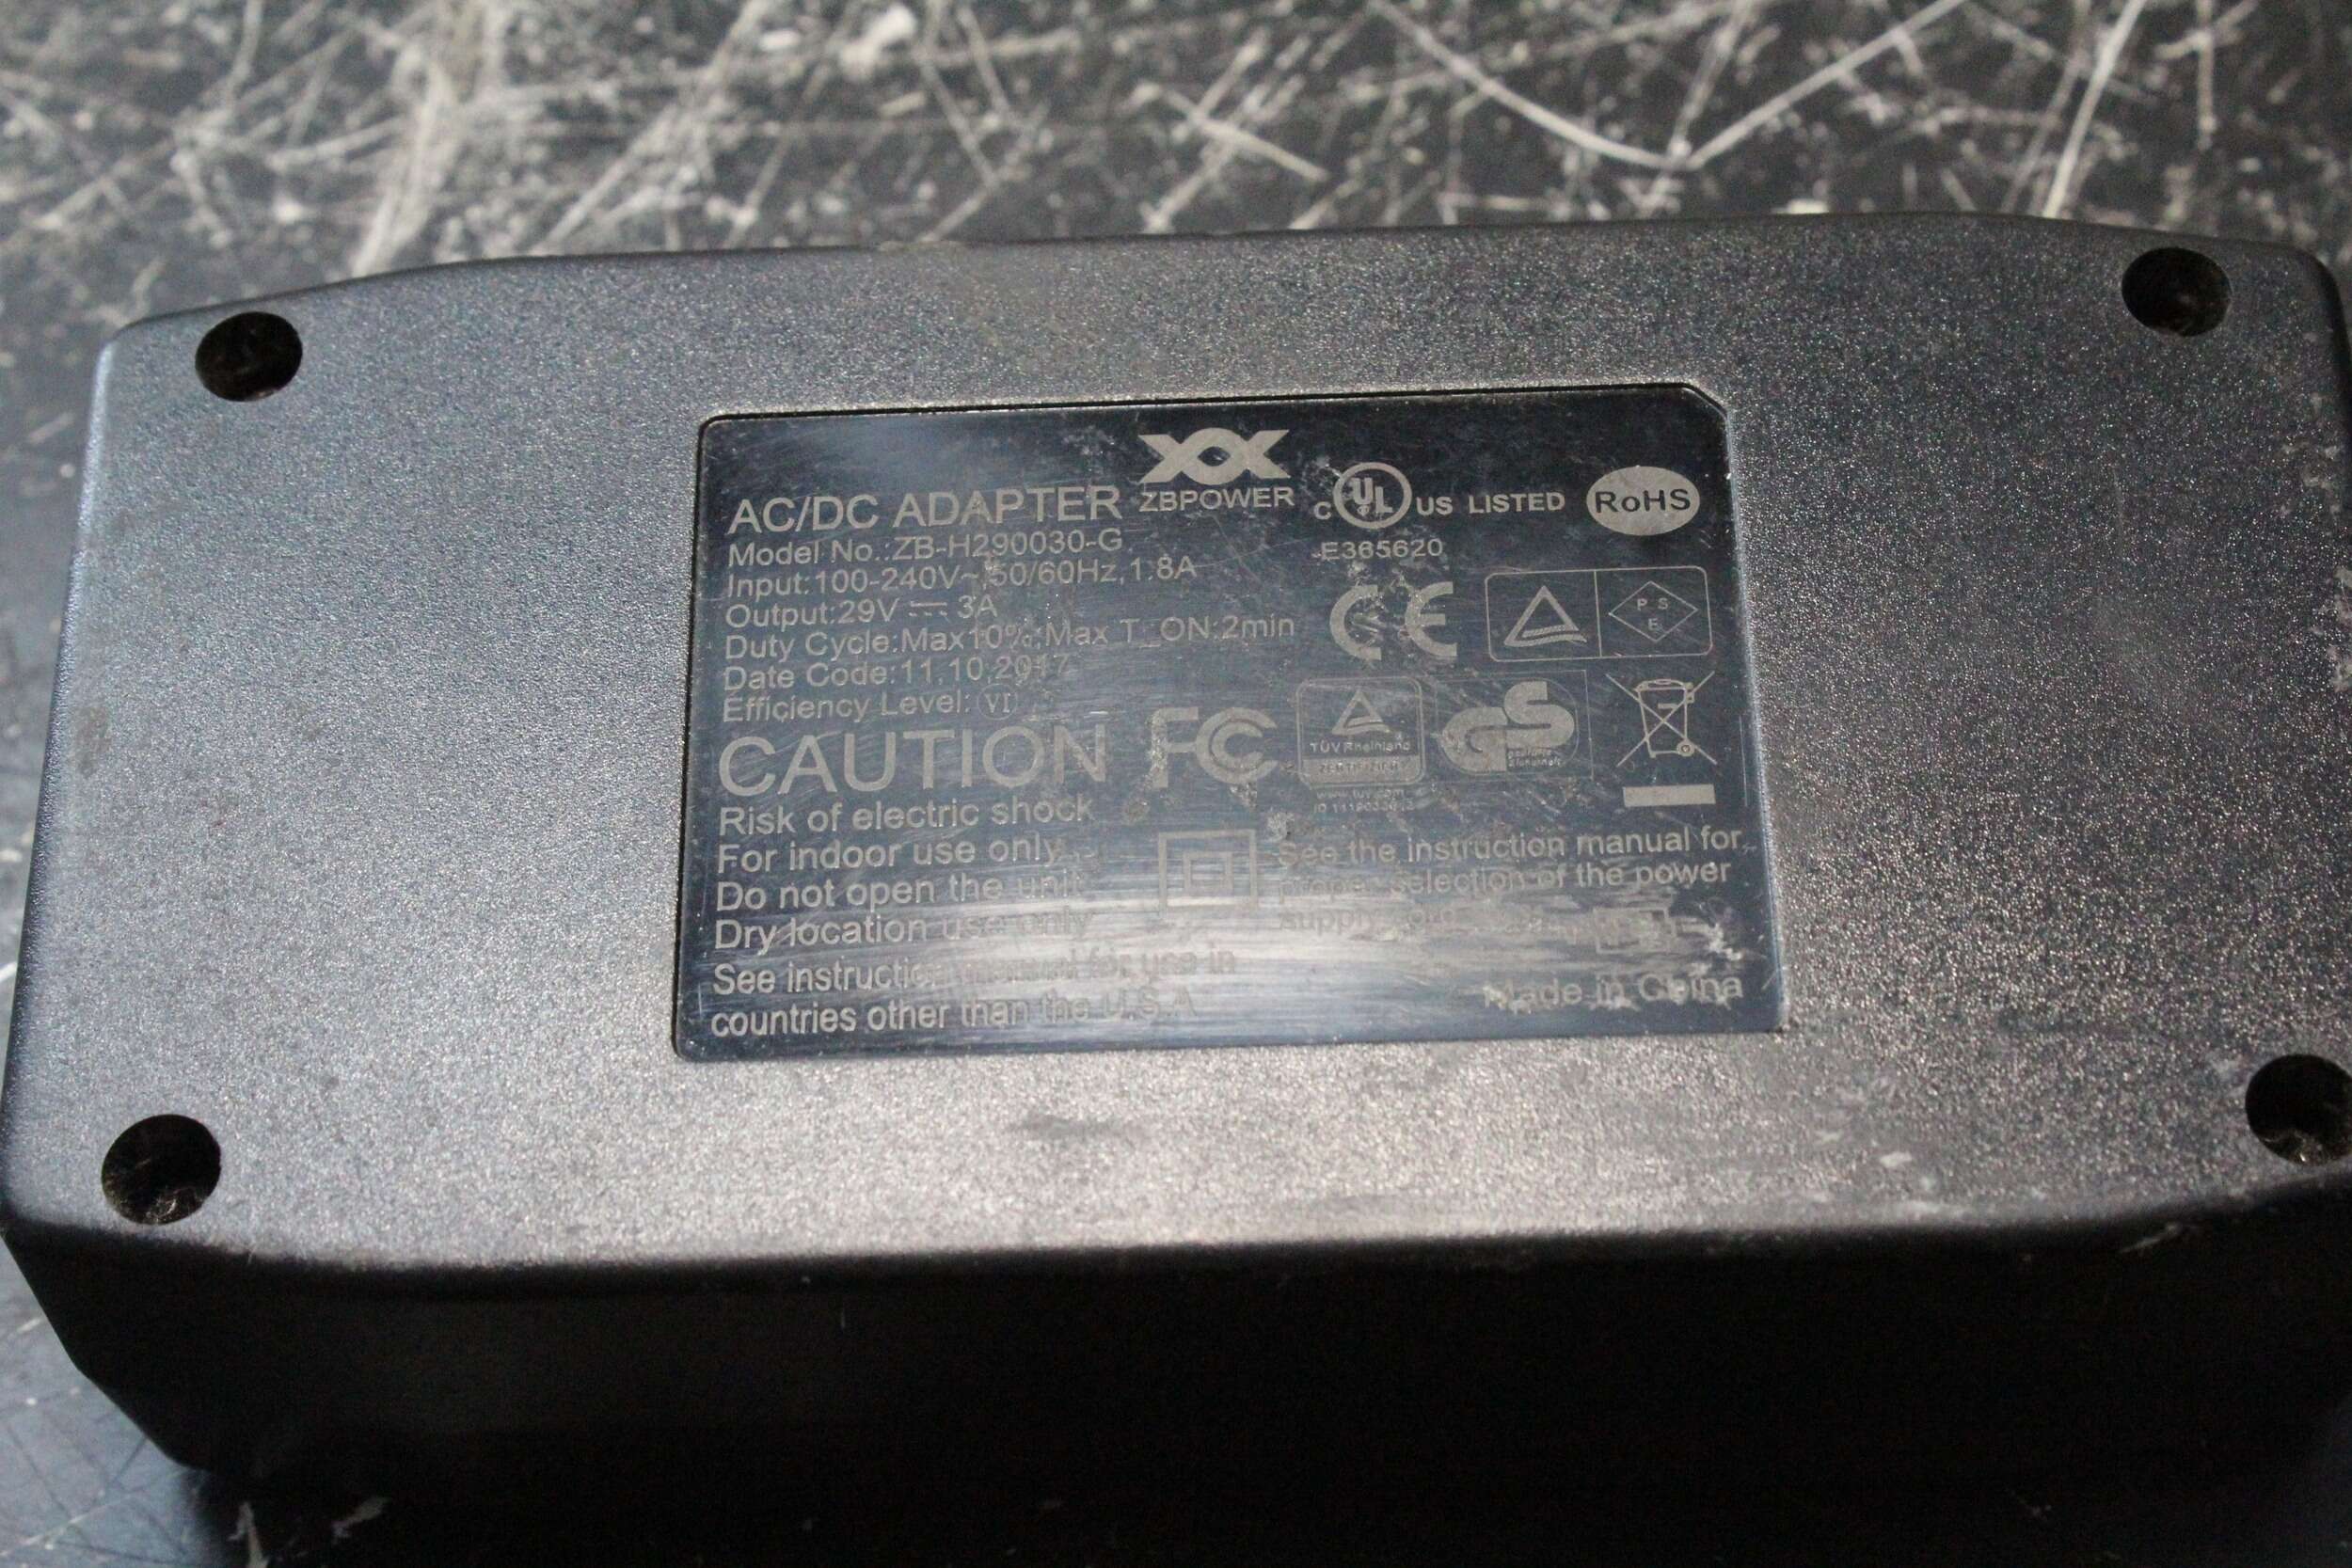 ZBPOWER
AC/DC ADAPTER
Model No.:ZB-H290030-G
Input:100-240V~,50/60Hz,1.8A
Output:29V ⎓ 3A
Duty Cycle:Max10%;Max T_ON:2min
Date Code:11,10,2017
Efficiency Level: VI
c UL US LISTED
E365620
RoHS
CE
P S
E
CAUTION
FC
TÜV Rheinland
GS
Risk of electric shock
For indoor use only
Do not open the unit
Dry location use only
See instruction manual for use in
countries other than the U.S.A
See the instruction manual for
proper selection of the power
supply
Made in China